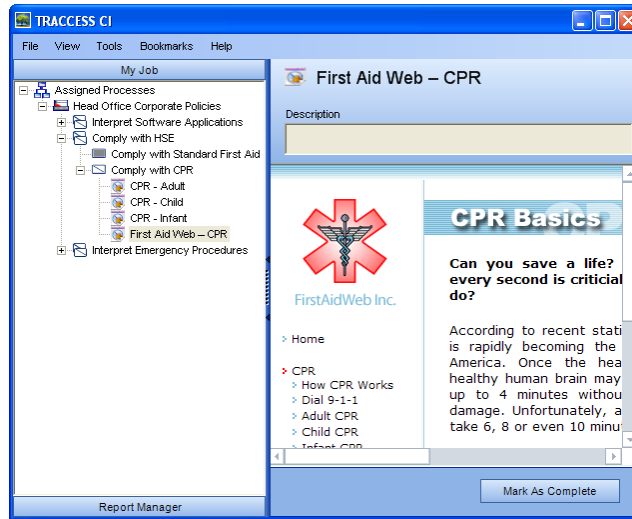 TRACCESS CI
File View Tools Bookmarks Help
My Job
Assigned Processes
Head Office Corporate Policies
Interpret Software Applications
Comply with HSE
Comply with Standard First Aid
Comply with CPR
CPR - Adult
CPR - Child
CPR - Infant
First Aid Web – CPR
Interpret Emergency Procedures
Report Manager
First Aid Web – CPR
Description
FirstAidWeb Inc.
Home
CPR
How CPR Works
Dial 9-1-1
Adult CPR
Child CPR
Infant CPR
CPR Basics
Can you save a life?
every second is criticial
do?
According to recent stati
is rapidly becoming the
America. Once the hea
healthy human brain may
up to 4 minutes withou
damage. Unfortunately, a
take 6, 8 or even 10 minut
Mark As Complete